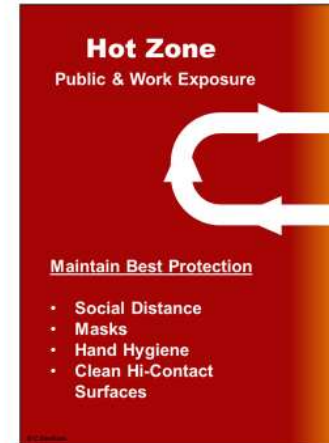 Hot Zone
Public & Work Exposure
Maintain Best Protection
• Social Distance
• Masks
• Hand Hygiene
• Clean Hi-Contact
Surfaces